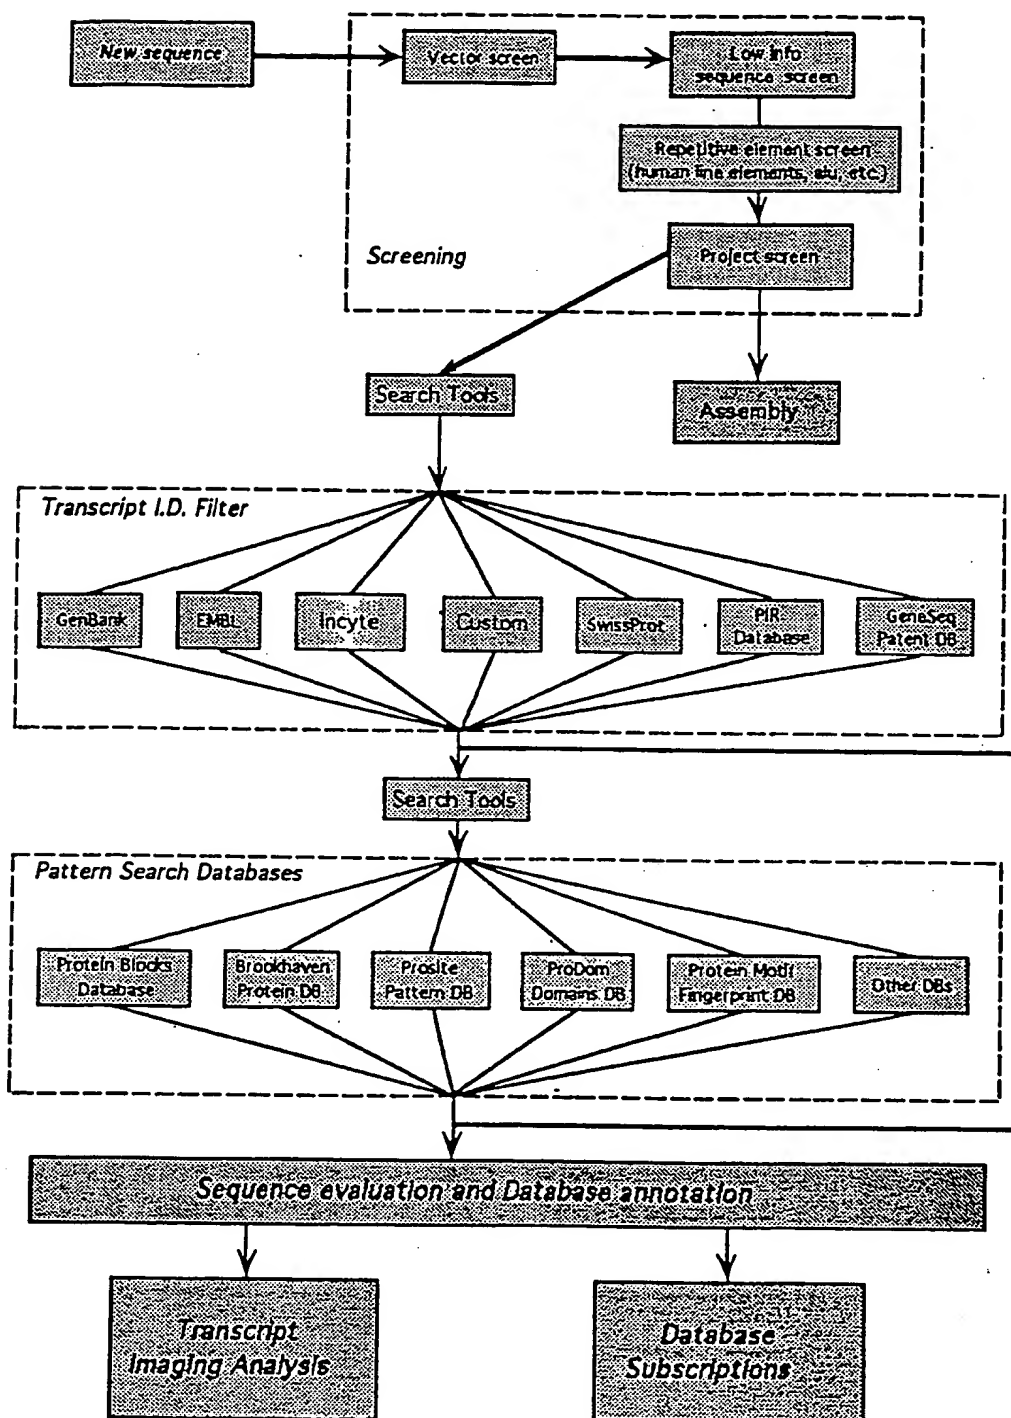 New sequence
Vector screen
Low info
sequence screen
Repetitive element screen
(human line elements, alu, etc.)
Screening
Project screen
Search Tools
Assembly
Transcript I.D. Filter
GenBank
EMBL
Incyte
Custom
SwissProt
PIR
Database
GeneSeq
Patent DB
Search Tools
Pattern Search Databases
Protein Blocks
Database
Brookhaven
Protein DB
Prosite
Pattern DB
ProDom
Domains DB
Protein Motif
Fingerprint DB
Other DBs
Sequence evaluation and Database annotation
Transcript
Imaging Analysis
Database
Subscriptions